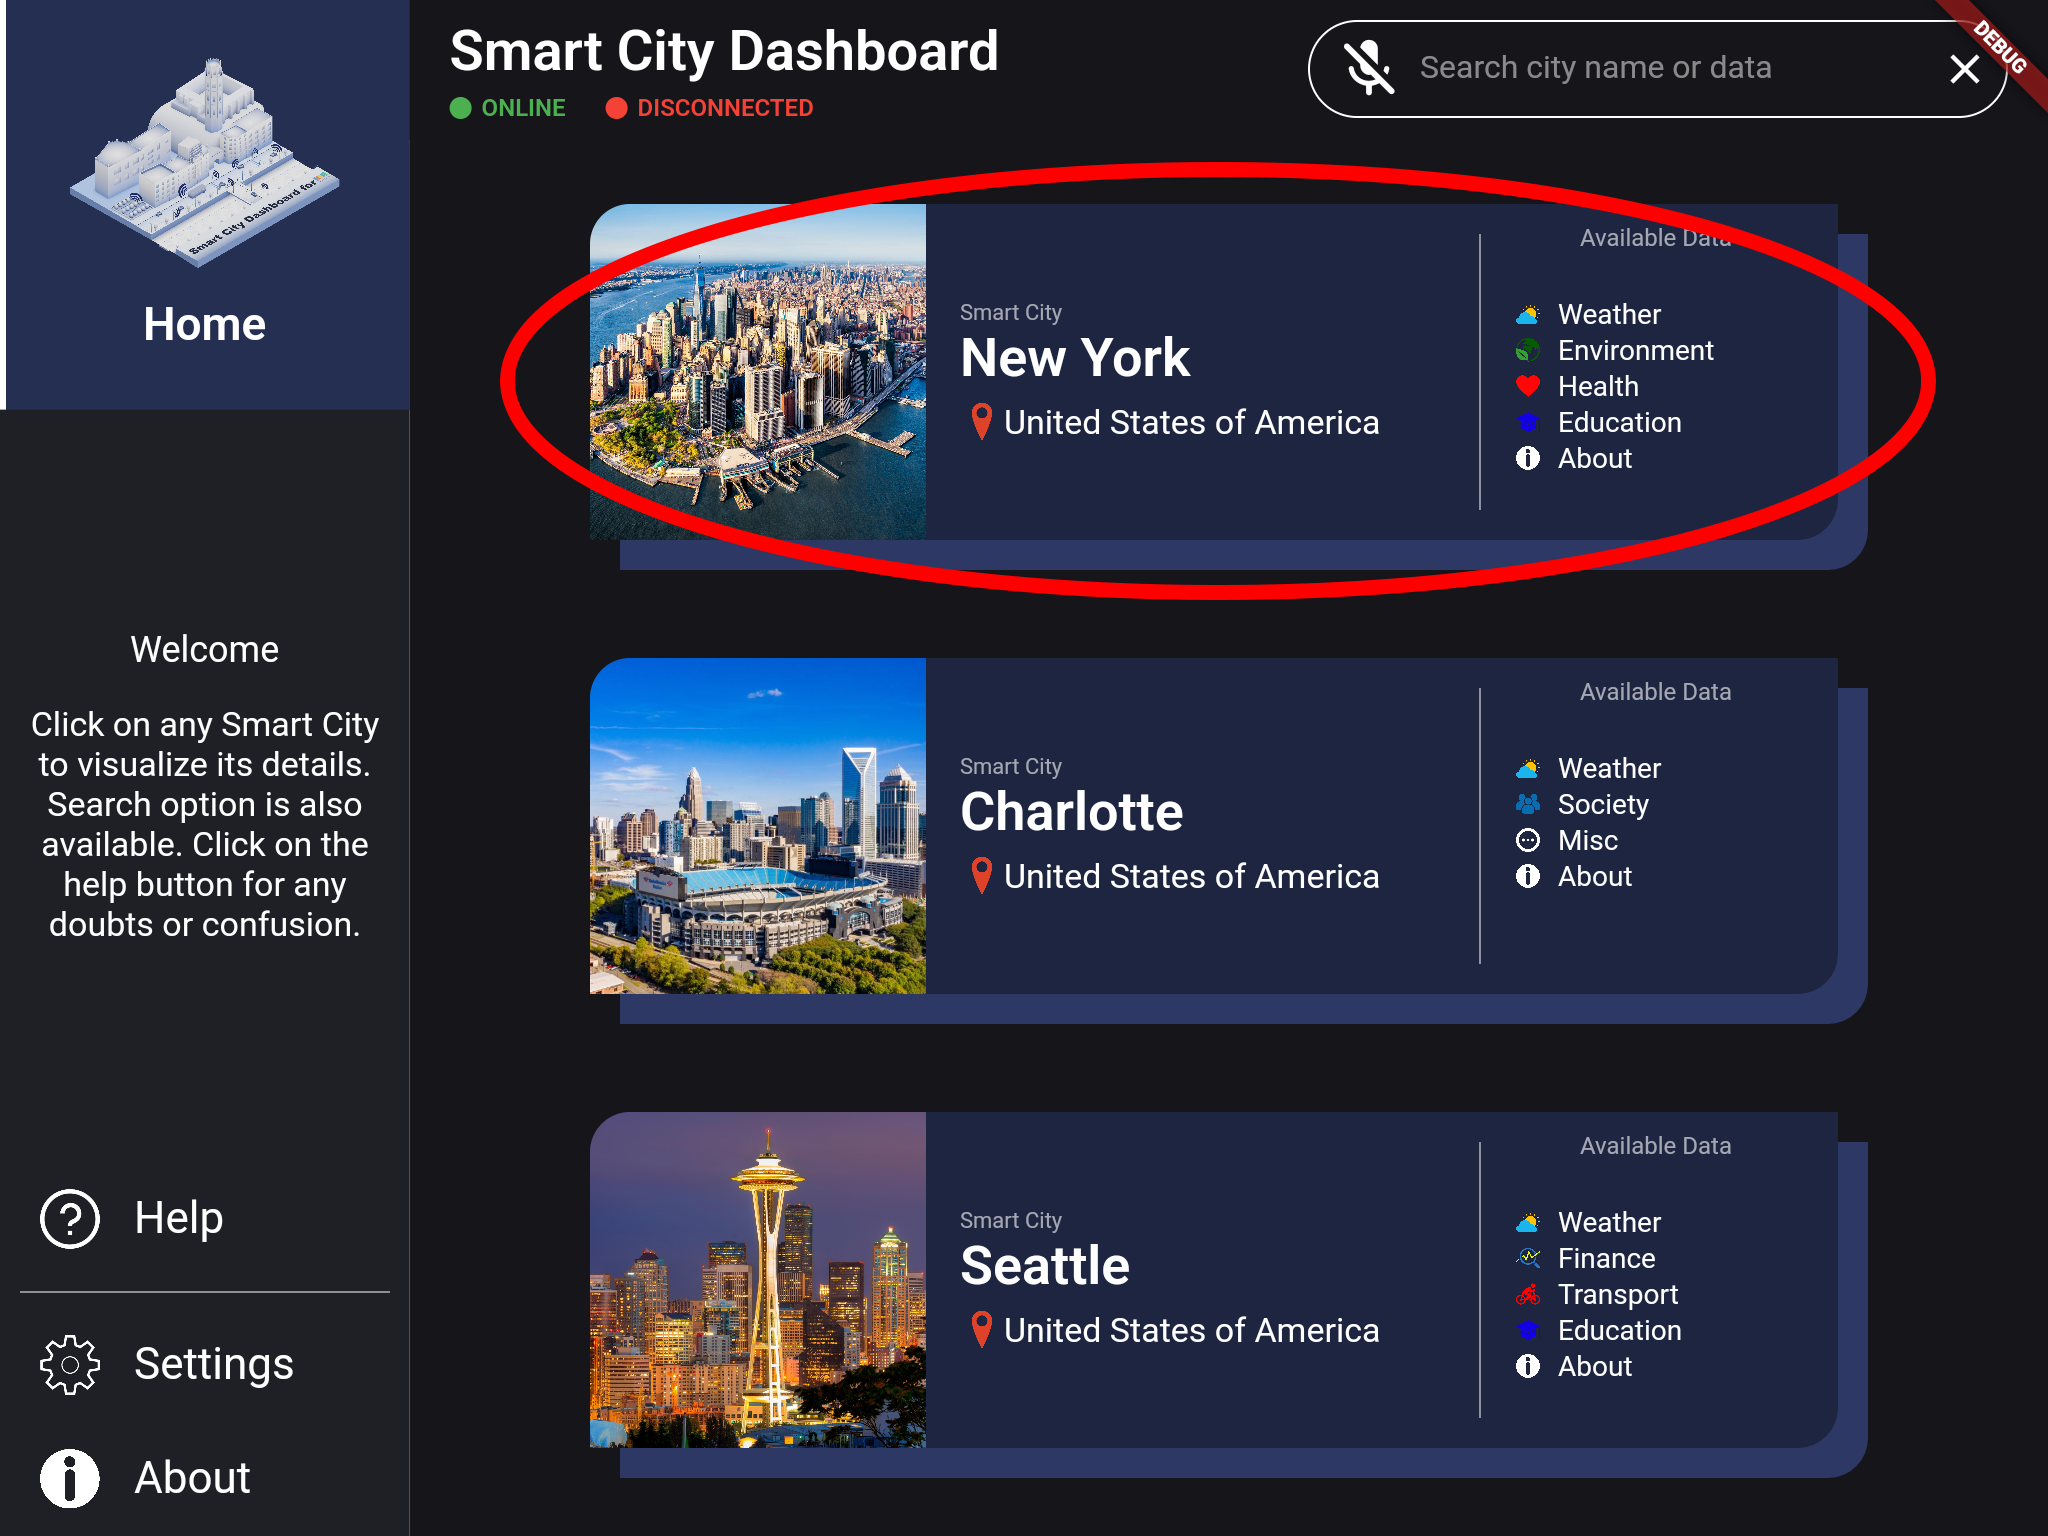 Smart City Dashboard for
Home
Welcome
Click on any Smart City
to visualize its details.
Search option is also
available. Click on the
help button for any
doubts or confusion.
Help
Settings
About
Smart City Dashboard
ONLINE
DISCONNECTED
Search city name or data
DEBUG
Smart City
New York
United States of America
Available Data
Weather
Environment
Health
Education
About
Smart City
Charlotte
United States of America
Available Data
Weather
Society
Misc
About
Smart City
Seattle
United States of America
Available Data
Weather
Finance
Transport
Education
About